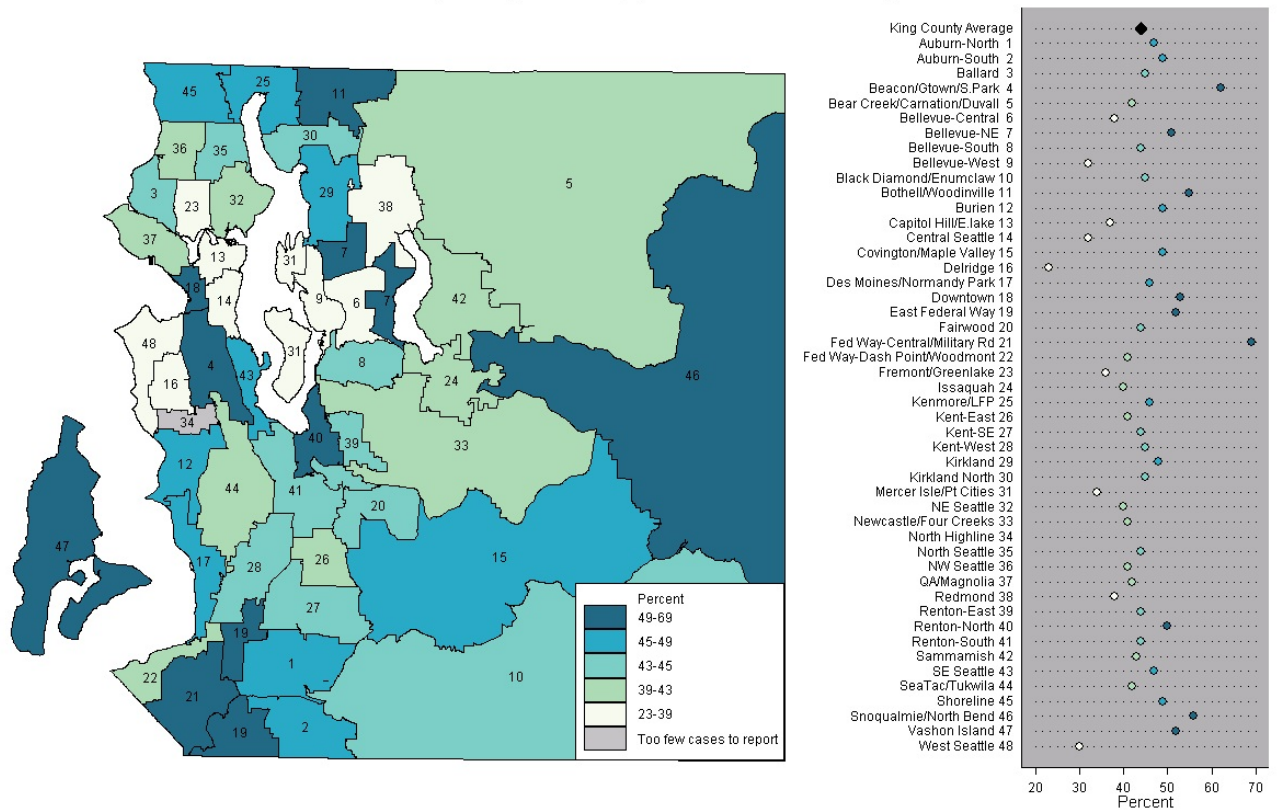 45
25
11
30
36
35
3
23
32
29
38
5
37
13
31
7
18
14
9
6
7
42
48
4
31
8
43
16
24
46
34
40
39
33
12
44
41
20
47
17
28
26
15
27
19
1
22
21
10
19
2
Percent
49-69
45-49
43-45
39-43
23-39
Too few cases to report
King County Average
Auburn-North 1
Auburn-South 2
Ballard 3
Beacon/Gtown/S.Park 4
Bear Creek/Carnation/Duvall 5
Bellevue-Central 6
Bellevue-NE 7
Bellevue-South 8
Bellevue-West 9
Black Diamond/Enumclaw 10
Bothell/Woodinville 11
Burien 12
Capitol Hill/E.lake 13
Central Seattle 14
Covington/Maple Valley 15
Delridge 16
Des Moines/Normandy Park 17
Downtown 18
East Federal Way 19
Fairwood 20
Fed Way-Central/Military Rd 21
Fed Way-Dash Point/Woodmont 22
Fremont/Greenlake 23
Issaquah 24
Kenmore/LFP 25
Kent-East 26
Kent-SE 27
Kent-West 28
Kirkland 29
Kirkland North 30
Mercer Isle/Pt Cities 31
NE Seattle 32
Newcastle/Four Creeks 33
North Highline 34
North Seattle 35
NW Seattle 36
QA/Magnolia 37
Redmond 38
Renton-East 39
Renton-North 40
Renton-South 41
Sammamish 42
SE Seattle 43
SeaTac/Tukwila 44
Shoreline 45
Snoqualmie/North Bend 46
Vashon Island 47
West Seattle 48
20 30 40 50 60 70
Percent